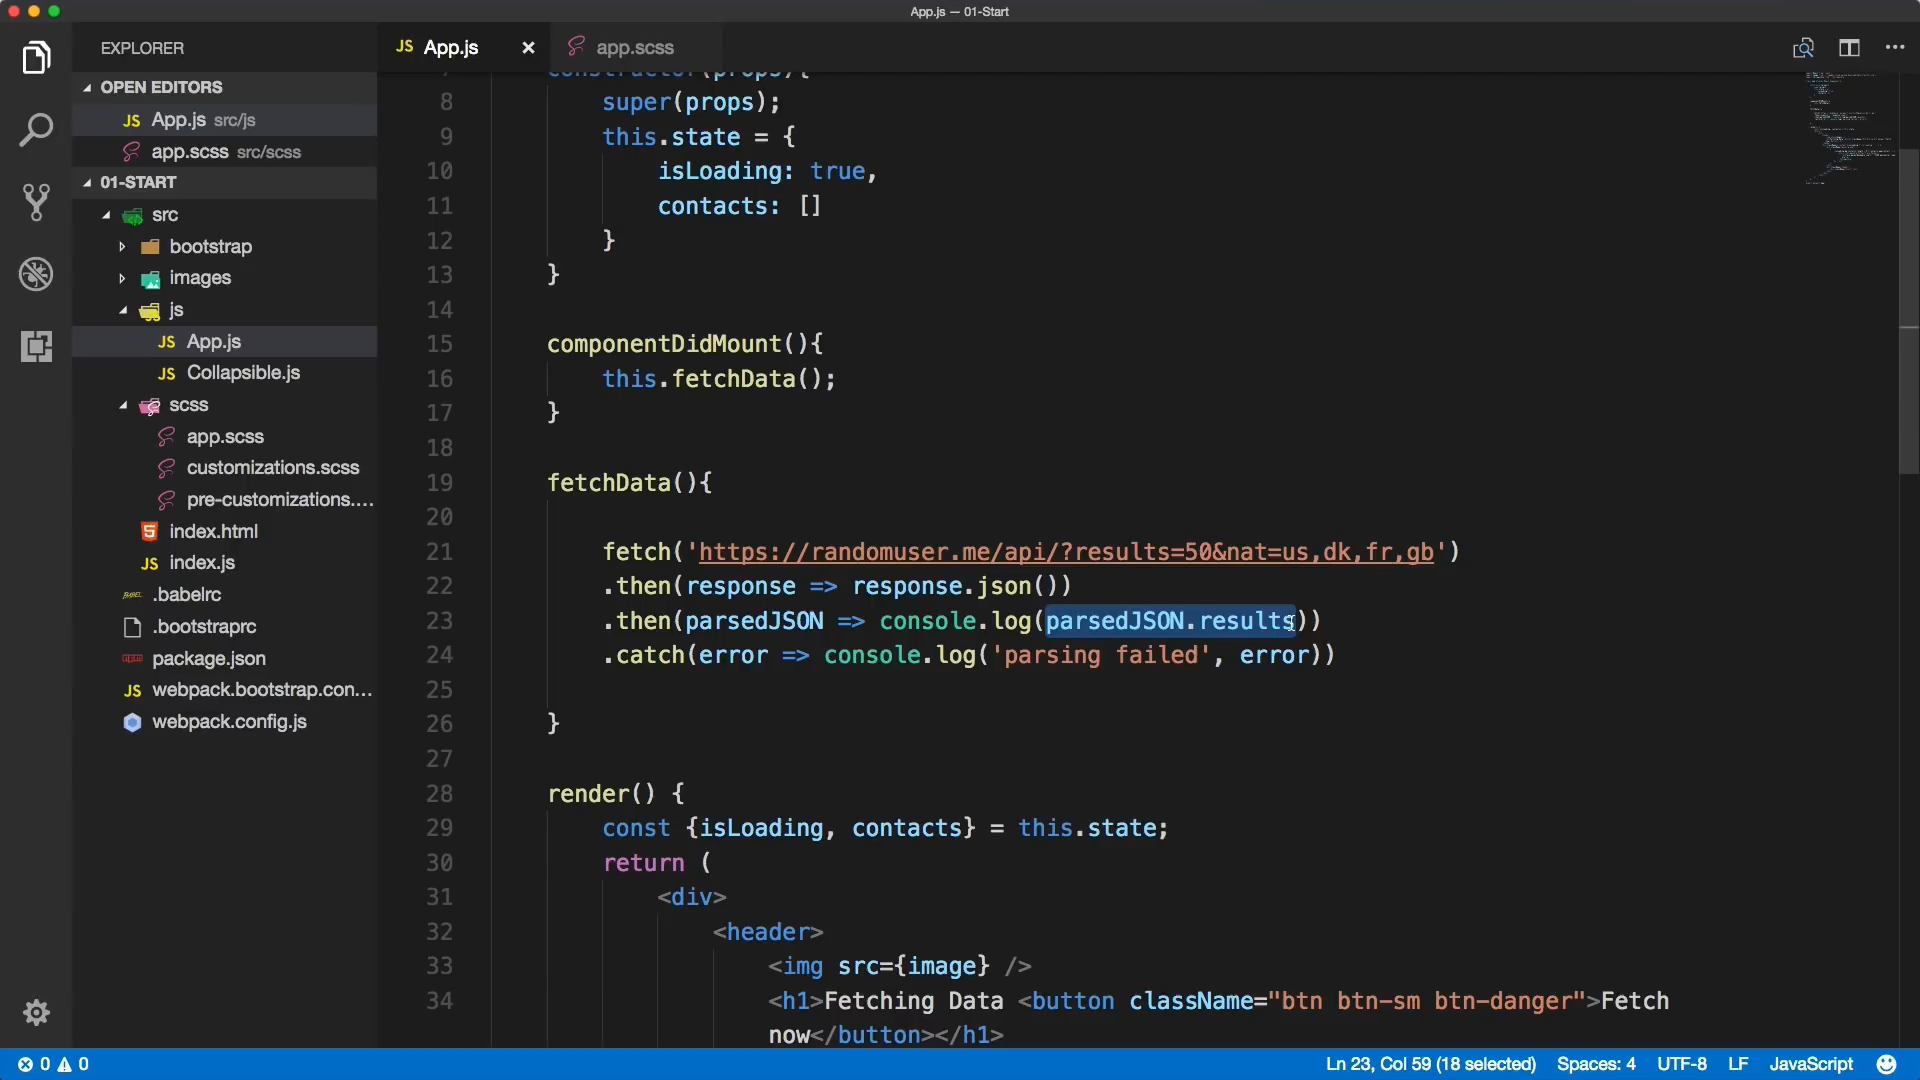 App.js — 01-Start
EXPLORER
OPEN EDITORS
JS App.js src/js
app.scss src/scss
01-START
src
bootstrap
images
js
JS App.js
JS Collapsible.js
scss
app.scss
customizations.scss
pre-customizations....
5 index.html
JS index.js
.babelrc
.bootstraprc
package.json
JS webpack.bootstrap.con...
webpack.config.js
JS App.js ×
app.scss
constructor(props){
8 super(props);
9 this.state = {
10 isLoading: true,
11 contacts: []
12 }
13 }
14
15 componentDidMount(){
16 this.fetchData();
17 }
18
19 fetchData(){
20
21 fetch('https://randomuser.me/api/?results=50&nat=us,dk,fr,gb')
22 .then(response => response.json())
23 .then(parsedJSON => console.log(parsedJSON.results))
24 .catch(error => console.log('parsing failed', error))
25
26 }
27
28 render() {
29 const {isLoading, contacts} = this.state;
30 return (
31 <div>
32 <header>
33 <img src={image} />
34 <h1>Fetching Data <button className="btn btn-sm btn-danger">Fetch
now</button></h1>
0 0
Ln 23, Col 59 (18 selected) Spaces: 4 UTF-8 LF JavaScript